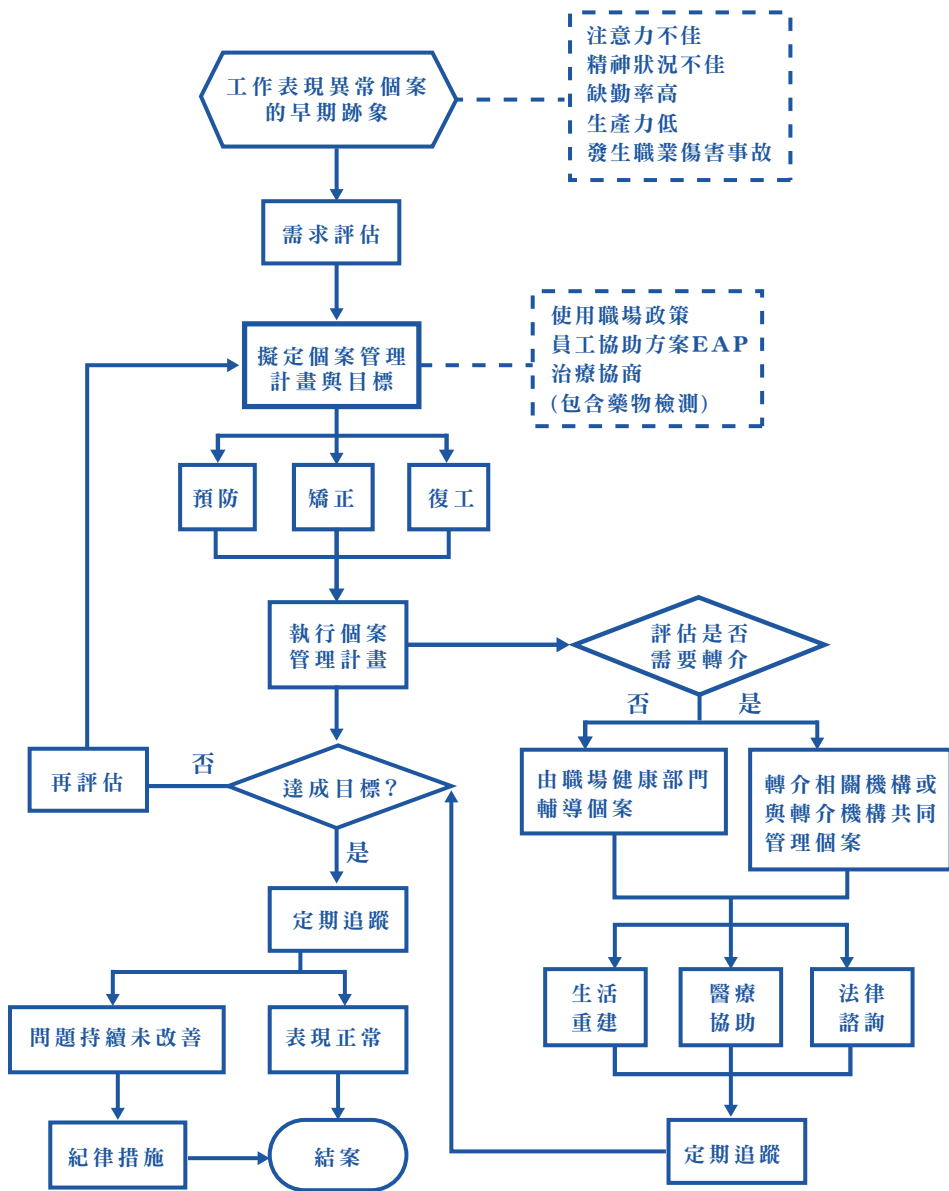 工作表現異常個案
的早期跡象
注意力不佳
精神狀況不佳
缺勤率高
生產力低
發生職業傷害事故
需求評估
擬定個案管理
計畫與目標
使用職場政策
員工協助方案EAP
治療協商
(包含藥物檢測)
預防
矯正
復工
執行個案
管理計畫
評估是否
需要轉介
否
是
再評估
否
達成目標?
由職場健康部門
輔導個案
轉介相關機構或
與轉介機構共同
管理個案
是
定期追蹤
生活
重建
醫療
協助
法律
諮詢
問題持續未改善
表現正常
紀律措施
結案
定期追蹤